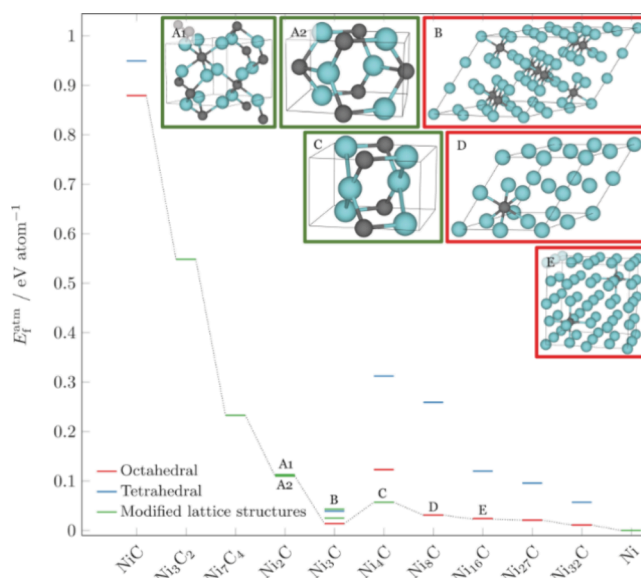 1
0.9
0.8
0.7
0.6
0.5
0.4
0.3
0.2
0.1
0
E_f^atm / eV atom⁻¹
A1
A2
B
C
D
E
Octahedral
Tetrahedral
Modified lattice structures
A1
A2
B
C
D
E
NiC
Ni₃C₂
Ni₇C₄
Ni₂C
Ni₃C
Ni₄C
Ni₈C
Ni₁₆C
Ni₂₇C
Ni₃₂C
Ni